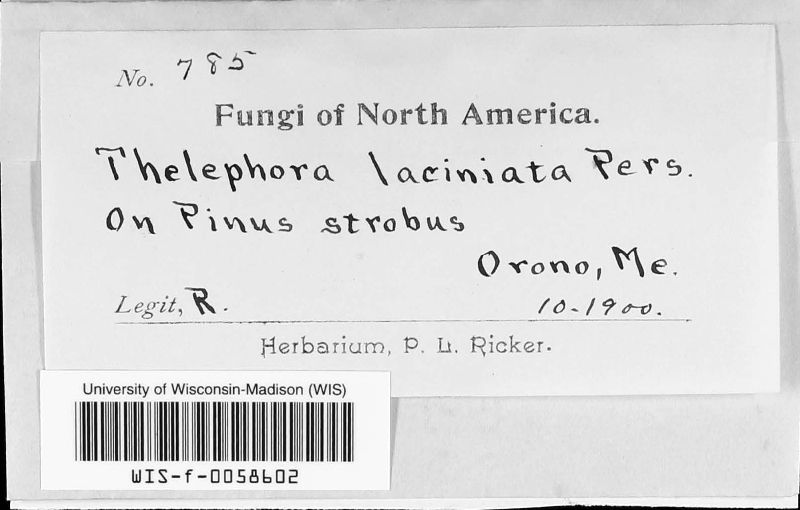 No. 785
Fungi of North America.
Thelephora laciniata Pers.
On Pinus strobus
Orono, Me.
Legit, R. 10-1900.
Herbarium, P. L. Ricker.
University of Wisconsin-Madison (WIS)
WIS-f-0058602